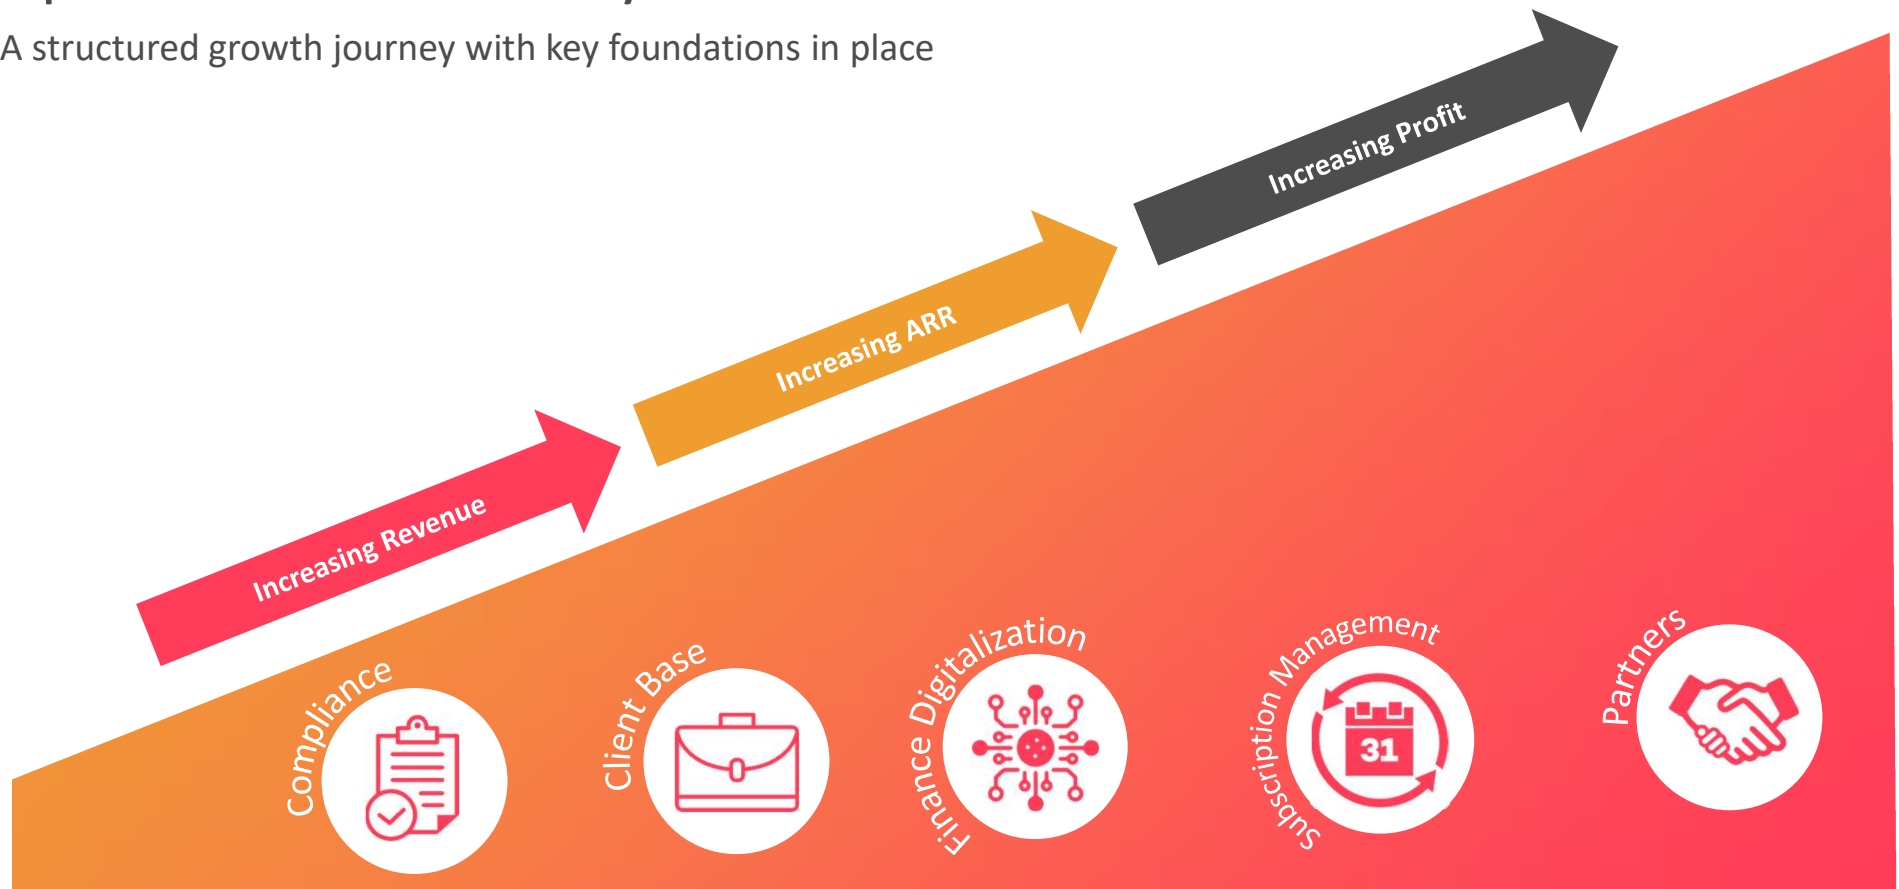 A structured growth journey with key foundations in place
Increasing Profit
Increasing ARR
Increasing Revenue
Compliance
Client Base
Finance Digitalization
Subscription Management
31
Partners